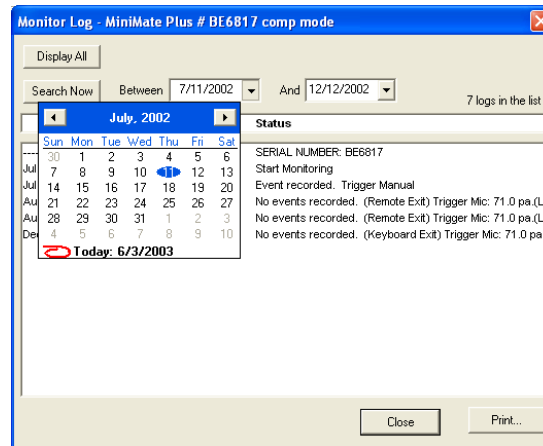 Monitor Log - MiniMate Plus # BE6817 comp mode
Display All
Search Now Between 7/11/2002 And 12/12/2002 7 logs in the list
July, 2002 Status
Sun Mon Tue Wed Thu Fri Sat
---- 30 1 2 3 4 5 6 SERIAL NUMBER: BE6817
Jul 7 8 9 10 11 12 13 Start Monitoring
Jul 14 15 16 17 18 19 20 Event recorded. Trigger Manual
Au 21 22 23 24 25 26 27 No events recorded. (Remote Exit) Trigger Mic: 71.0 pa.(L
Au 28 29 30 31 1 2 3 No events recorded. (Remote Exit) Trigger Mic: 71.0 pa.(L
De 4 5 6 7 8 9 10 No events recorded. (Keyboard Exit) Trigger Mic: 71.0 pa
Today: 6/3/2003
Close Print...